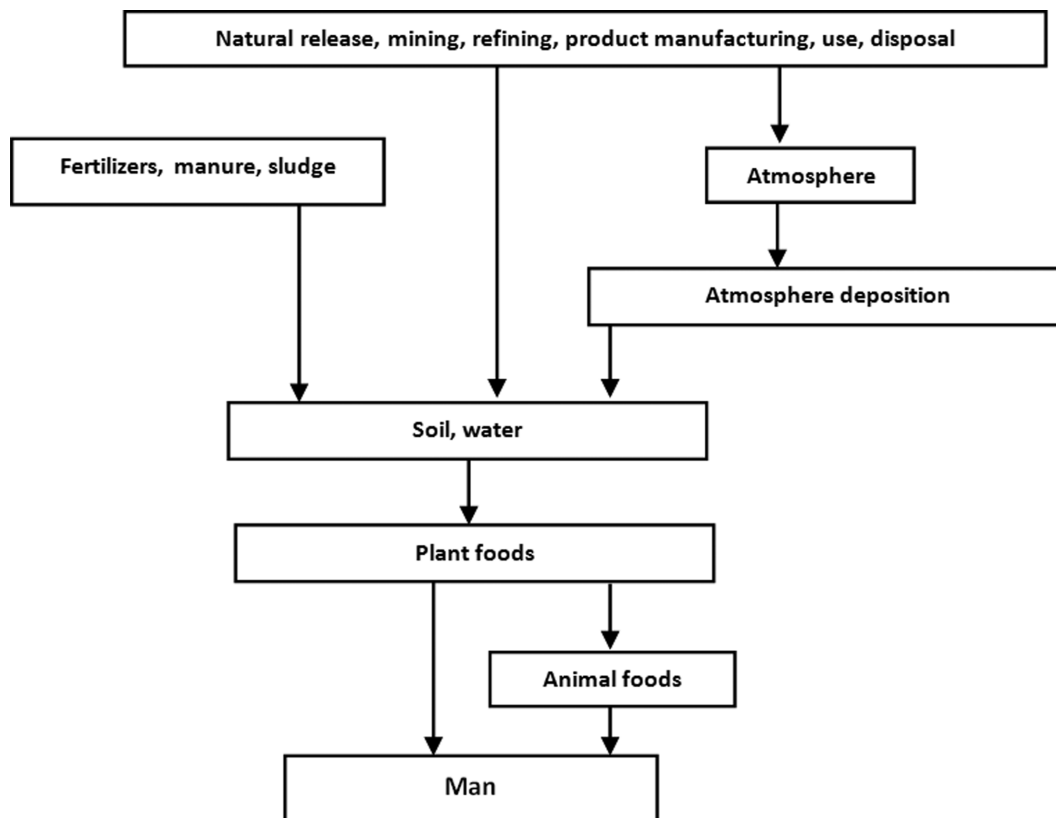 Natural release, mining, refining, product manufacturing, use, disposal
Fertilizers, manure, sludge
Atmosphere
Atmosphere deposition
Soil, water
Plant foods
Animal foods
Man